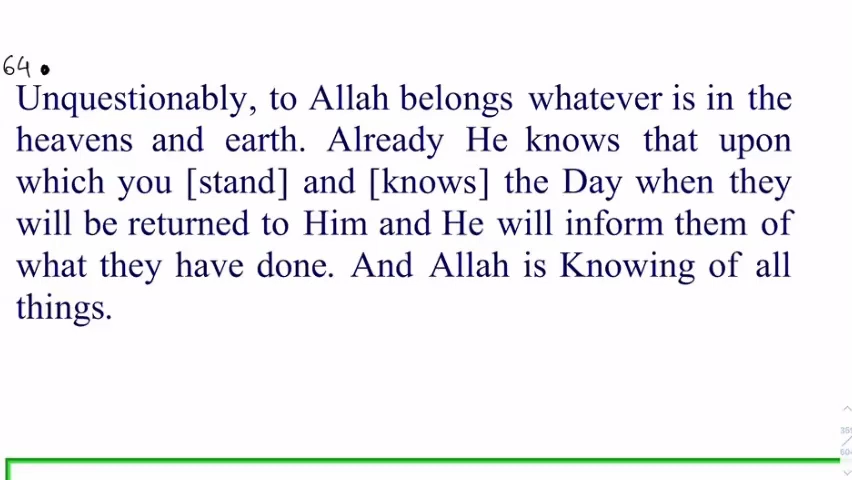 64.
Unquestionably, to Allah belongs whatever is in the
heavens and earth. Already He knows that upon
which you [stand] and [knows] the Day when they
will be returned to Him and He will inform them of
what they have done. And Allah is Knowing of all
things.